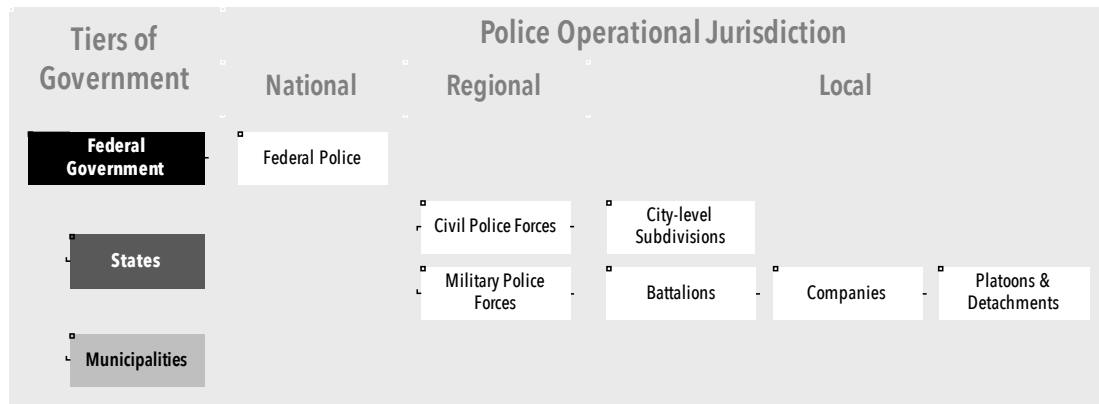 Tiers of
Government
Police Operational Jurisdiction
National
Regional
Local
Federal
Government
Federal Police
Civil Police Forces
City-level
Subdivisions
States
Military Police
Forces
Battalions
Companies
Platoons &
Detachments
Municipalities